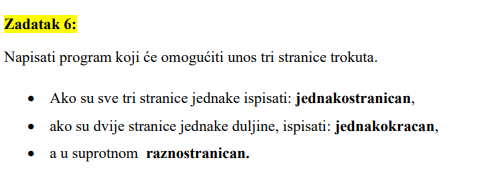 Zadatak 6:
Napisati program koji će omogućiti unos tri stranice trokuta.
• Ako su sve tri stranice jednake ispisati: jednakostranican,
• ako su dvije stranice jednake duljine, ispisati: jednakokracan,
• a u suprotnom raznostranican.